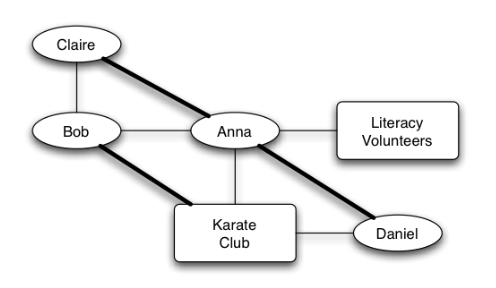 Claire
Bob
Anna
Literacy
Volunteers
Karate
Club
Daniel